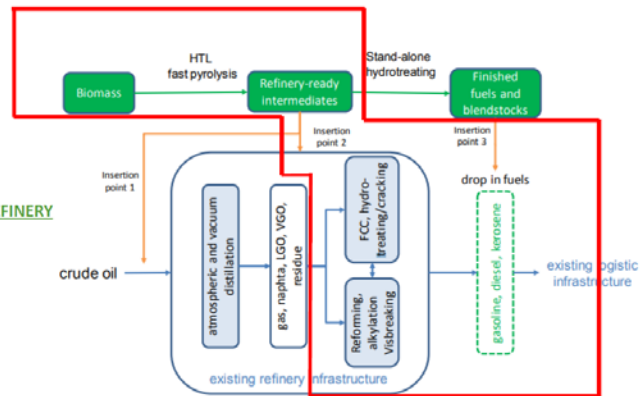 HTL
fast pyrolysis
Stand-alone
hydrotreating
Biomass
Refinery-ready
intermediates
Finished
fuels and
blendstocks
Insertion
point 1
Insertion
point 2
Insertion
point 3
drop in fuels
FINERY
crude oil
atmospheric and vacuum
distillation
gas, naphta, LGO, VGO,
residue
FCC, hydro-
treating/cracking
Reforming,
alkylation
Visbreaking
gasoline, diesel, kerosene
existing logistic
infrastructure
existing refinery infrastructure